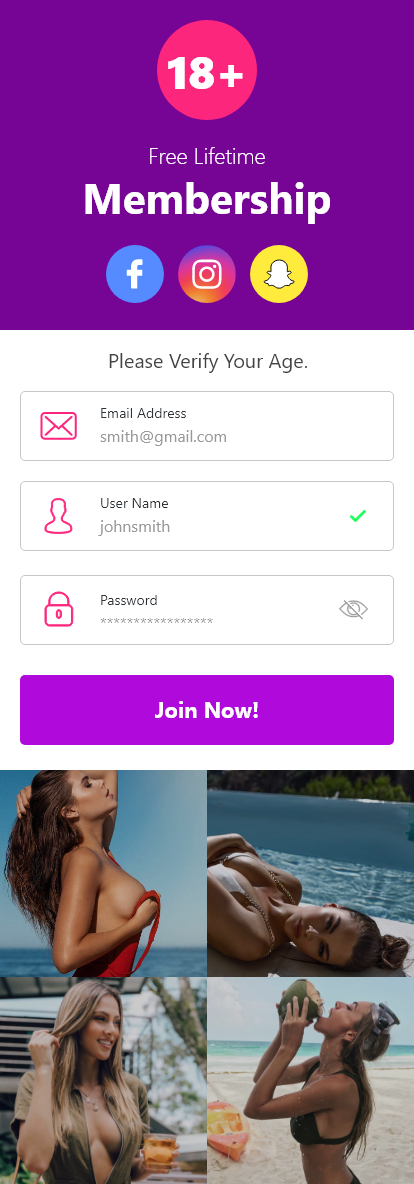 18+
Free Lifetime
Membership
Please Verify Your Age.
Email Address
smith@gmail.com
User Name
johnsmith
Password
*****************
Join Now!